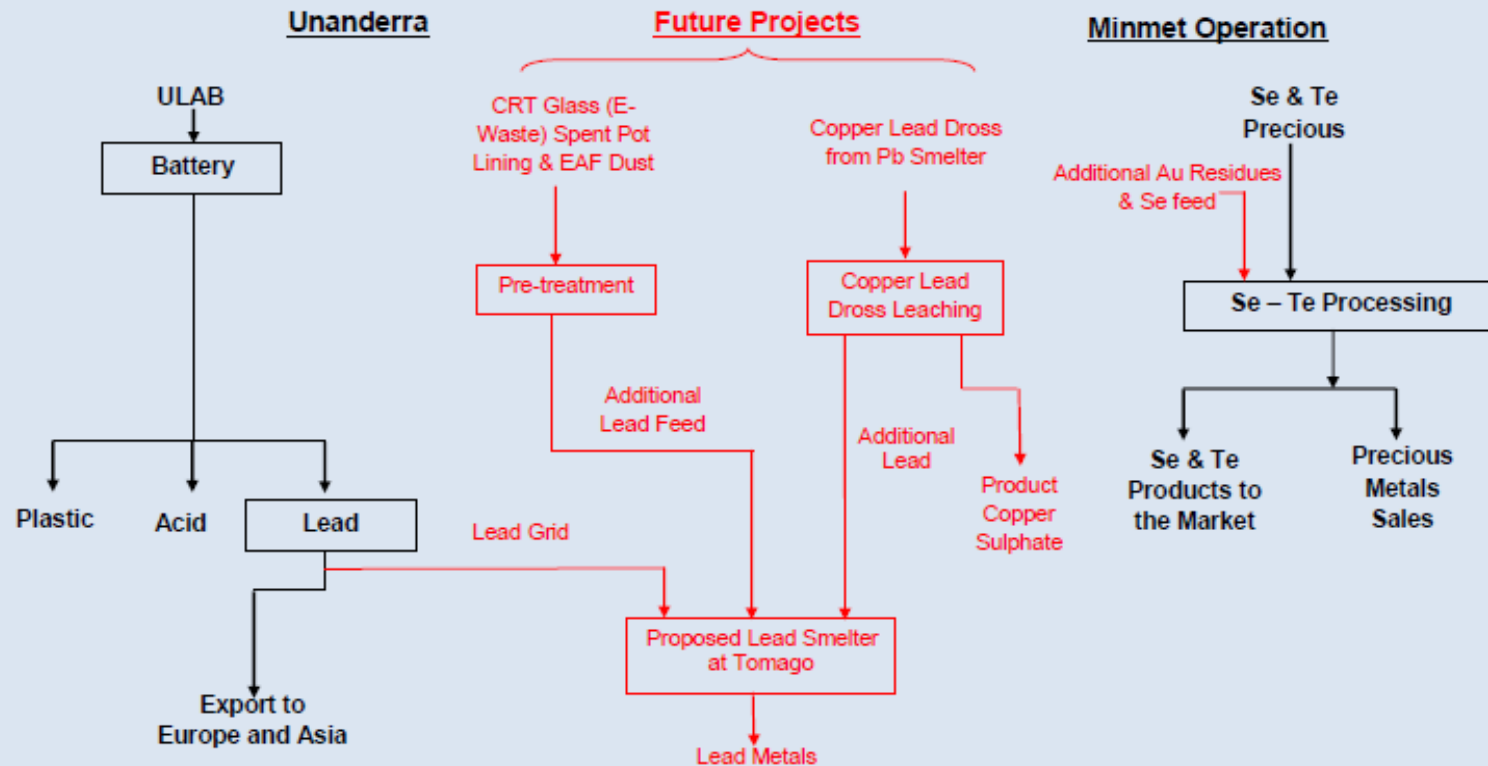 Unanderra
Future Projects
Minmet Operation
ULAB
Battery
Plastic
Acid
Lead
Export to
Europe and Asia
CRT Glass (E-
Waste) Spent Pot
Lining & EAF Dust
Pre-treatment
Additional
Lead Feed
Lead Grid
Copper Lead Dross
from Pb Smelter
Copper Lead
Dross Leaching
Additional
Lead
Product
Copper
Sulphate
Proposed Lead Smelter
at Tomago
Lead Metals
Se & Te
Precious
Additional Au Residues
& Se feed
Se – Te Processing
Se & Te
Products to
the Market
Precious
Metals
Sales